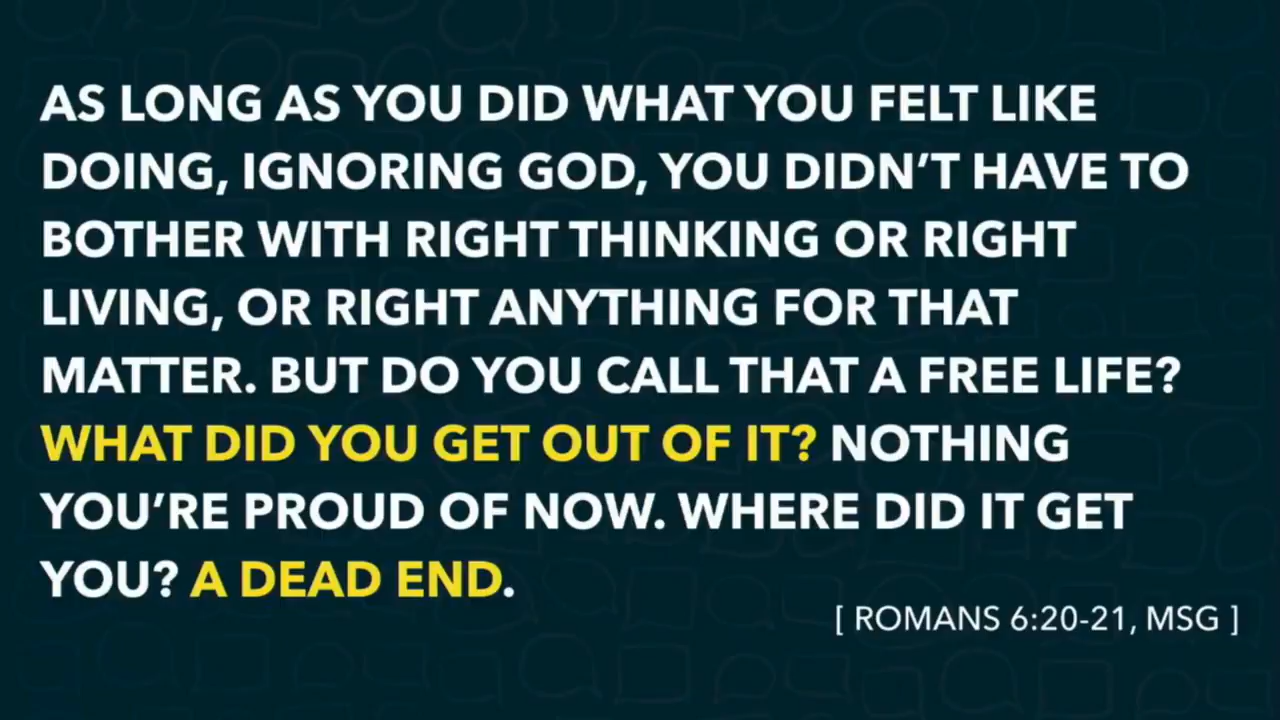 AS LONG AS YOU DID WHAT YOU FELT LIKE
DOING, IGNORING GOD, YOU DIDN’T HAVE TO
BOTHER WITH RIGHT THINKING OR RIGHT
LIVING, OR RIGHT ANYTHING FOR THAT
MATTER. BUT DO YOU CALL THAT A FREE LIFE?
WHAT DID YOU GET OUT OF IT? NOTHING
YOU’RE PROUD OF NOW. WHERE DID IT GET
YOU? A DEAD END.
[ ROMANS 6:20-21, MSG ]